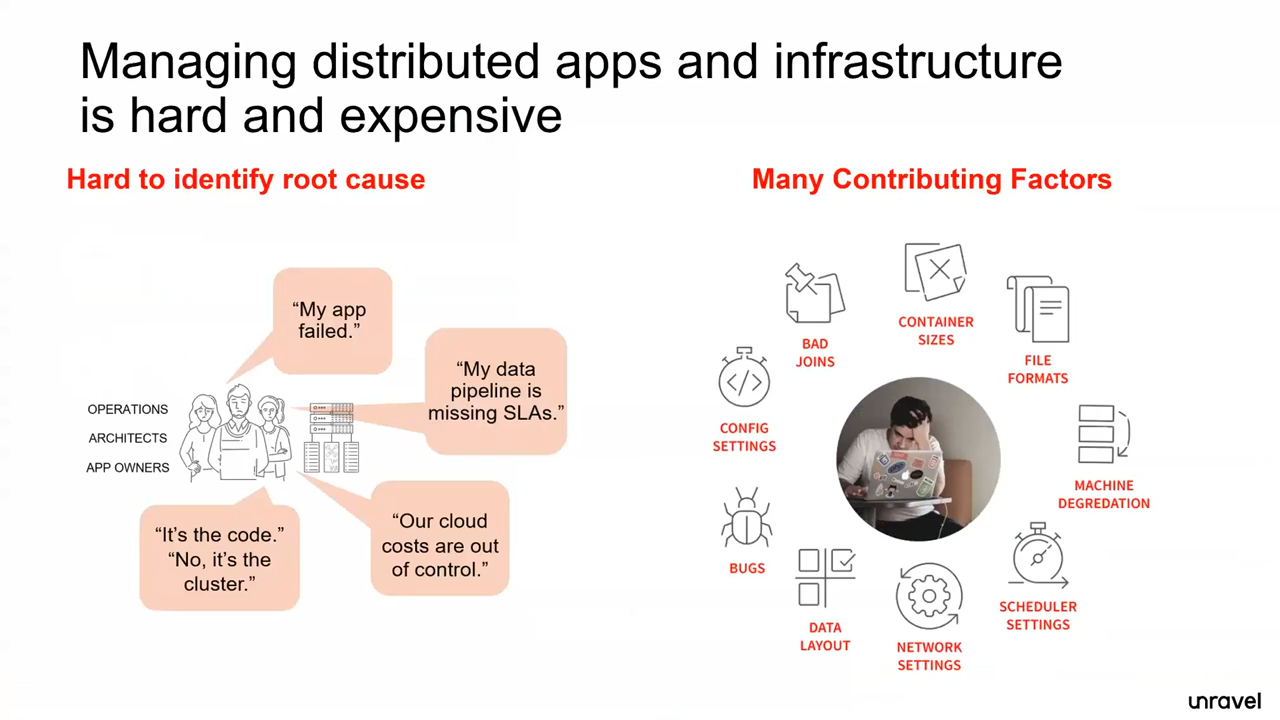 Managing distributed apps and infrastructure
is hard and expensive
Hard to identify root cause
“My app
failed.”
“My data
pipeline is
missing SLAs.”
OPERATIONS
ARCHITECTS
APP OWNERS
“It’s the code.”
“No, it’s the
cluster.”
“Our cloud
costs are out
of control.”
Many Contributing Factors
BAD
JOINS
CONTAINER
SIZES
FILE
FORMATS
CONFIG
SETTINGS
MACHINE
DEGREDATION
BUGS
DATA
LAYOUT
NETWORK
SETTINGS
SCHEDULER
SETTINGS
unravel